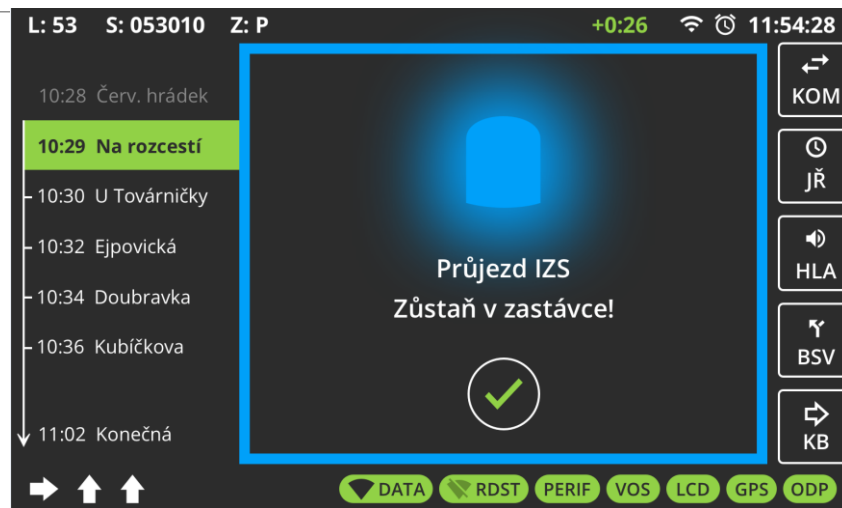 L: 53 S: 053010 Z: P +0:26 11:54:28
10:28 Červ. hrádek
10:29 Na rozcestí
10:30 U Továrničky
10:32 Ejpovická
10:34 Doubravka
10:36 Kubíčkova
11:02 Konečná
Průjezd IZS
Zůstaň v zastávce!
KOM
JŘ
HLA
BSV
KB
DATA RDST PERIF VOS LCD GPS ODP